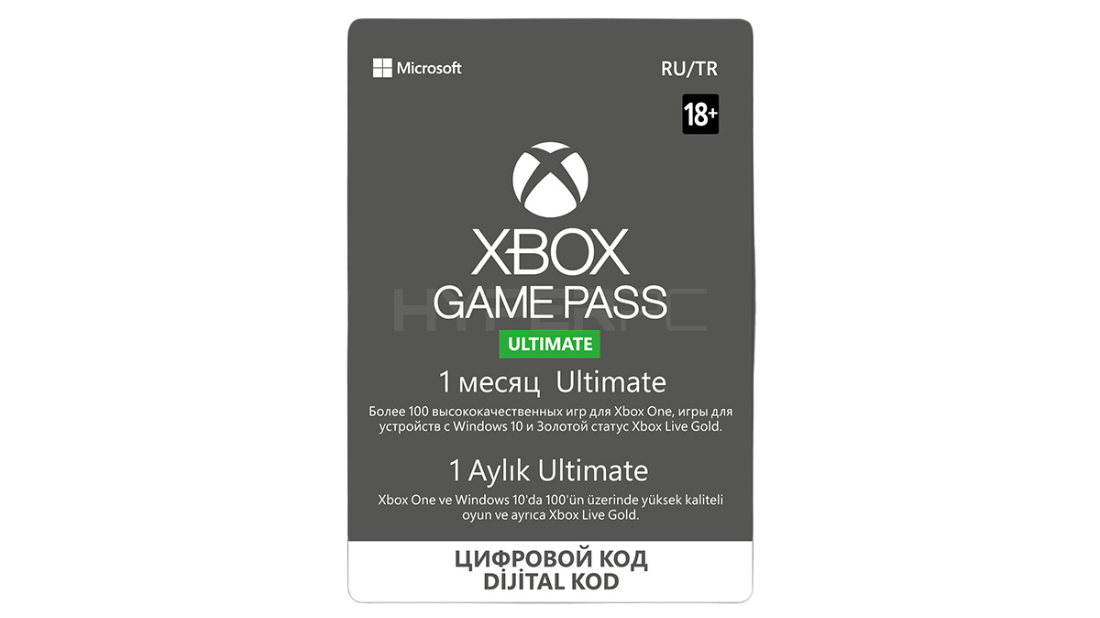 Microsoft
RU/TR
18+
XBOX
GAME PASS
HYPERPC
ULTIMATE
1 месяц Ultimate
Более 100 высококачественных игр для Xbox One, игры для
устройств с Windows 10 и Золотой статус Xbox Live Gold.
1 Aylık Ultimate
Xbox One ve Windows 10'da 100'ün üzerinde yüksek kaliteli
oyun ve ayrıca Xbox Live Gold.
ЦИФРОВОЙ КОД
DİJİTAL KOD